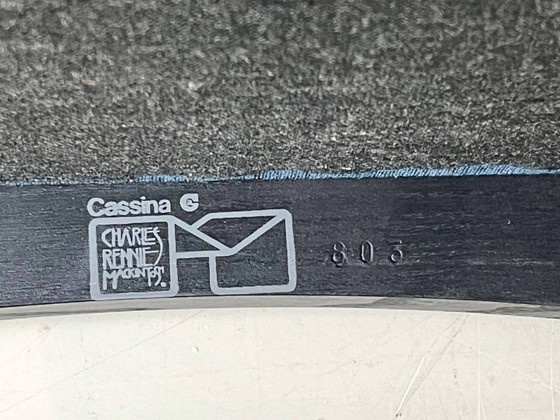 Cassina
CHARLES
RENNIE
MACKINTOSH
803